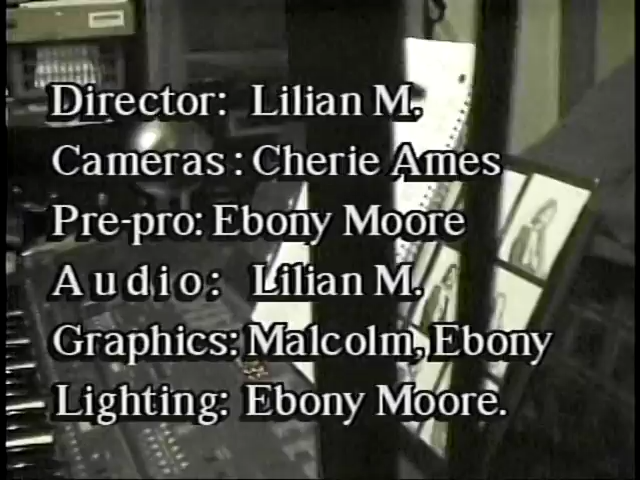 Director: Lilian M.
Cameras: Cherie Ames
Pre-pro: Ebony Moore
Audio: Lilian M.
Graphics: Malcolm, Ebony
Lighting: Ebony Moore.